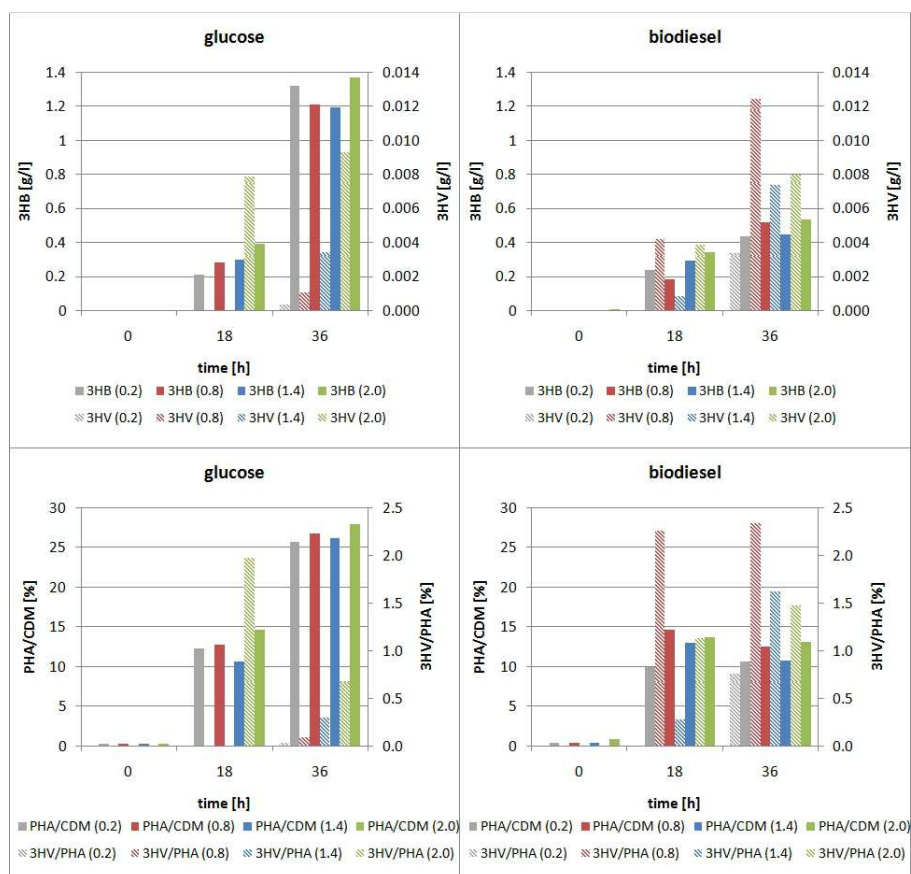 glucose
1.4
1.2
1
0.8
0.6
0.4
0.2
0
3HB [g/l]
0.014
0.012
0.010
0.008
0.006
0.004
0.002
0.000
3HV [g/l]
0 18 36
time [h]
3HB (0.2) 3HB (0.8) 3HB (1.4) 3HB (2.0)
3HV (0.2) 3HV (0.8) 3HV (1.4) 3HV (2.0)
biodiesel
1.4
1.2
1
0.8
0.6
0.4
0.2
0
3HB [g/l]
0.014
0.012
0.010
0.008
0.006
0.004
0.002
0.000
3HV [g/l]
0 18 36
time [h]
3HB (0.2) 3HB (0.8) 3HB (1.4) 3HB (2.0)
3HV (0.2) 3HV (0.8) 3HV (1.4) 3HV (2.0)
glucose
30
25
20
15
10
5
0
PHA/CDM [%]
2.5
2.0
1.5
1.0
0.5
0.0
3HV/PHA [%]
0 18 36
time [h]
PHA/CDM (0.2) PHA/CDM (0.8) PHA/CDM (1.4) PHA/CDM (2.0)
3HV/PHA (0.2) 3HV/PHA (0.8) 3HV/PHA (1.4) 3HV/PHA (2.0)
biodiesel
30
25
20
15
10
5
0
PHA/CDM [%]
2.5
2.0
1.5
1.0
0.5
0.0
3HV/PHA [%]
0 18 36
time [h]
PHA/CDM (0.2) PHA/CDM (0.8) PHA/CDM (1.4) PHA/CDM (2.0)
3HV/PHA (0.2) 3HV/PHA (0.8) 3HV/PHA (1.4) 3HV/PHA (2.0)